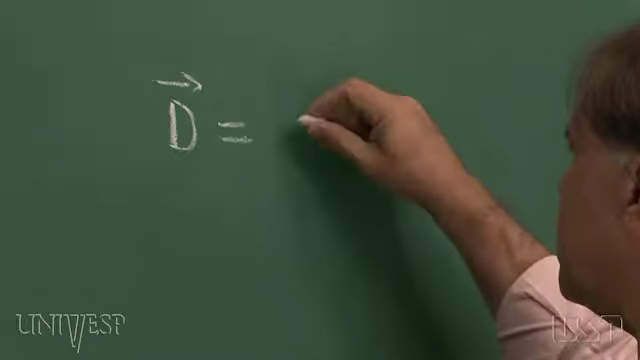 D⃗ =
UNIVESP
USP